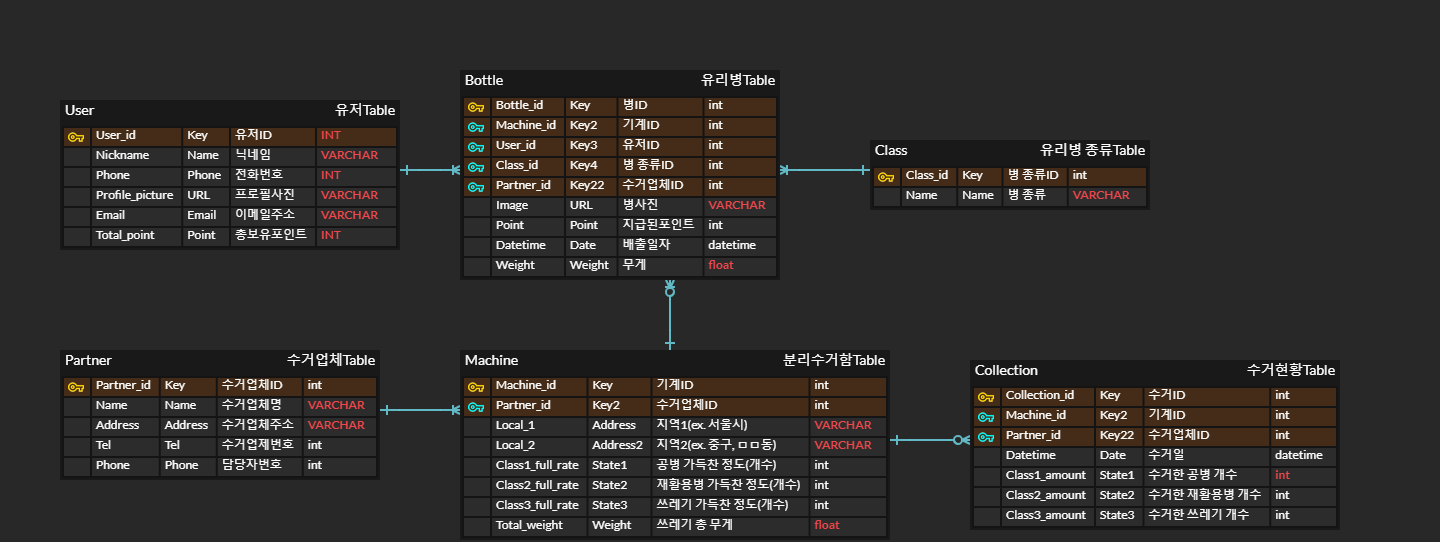 User 유저Table
User_id Key 유저ID INT
Nickname Name 닉네임 VARCHAR
Phone Phone 전화번호 INT
Profile_picture URL 프로필사진 VARCHAR
Email Email 이메일주소 VARCHAR
Total_point Point 총보유포인트 INT
Bottle 유리병Table
Bottle_id Key 병ID int
Machine_id Key2 기계ID int
User_id Key3 유저ID int
Class_id Key4 병 종류ID int
Partner_id Key22 수거업체ID int
Image URL 병사진 VARCHAR
Point Point 지급된포인트 int
Datetime Date 배출일자 datetime
Weight Weight 무게 float
Class 유리병 종류Table
Class_id Key 병 종류ID int
Name Name 병 종류 VARCHAR
Partner 수거업체Table
Partner_id Key 수거업체ID int
Name Name 수거업체명 VARCHAR
Address Address 수거업체주소 VARCHAR
Tel Tel 수거업체번호 int
Phone Phone 담당자번호 int
Machine 분리수거함Table
Machine_id Key 기계ID int
Partner_id Key2 수거업체ID int
Local_1 Address 지역1(ex. 서울시) VARCHAR
Local_2 Address2 지역2(ex. 중구, ㅁㅁ동) VARCHAR
Class1_full_rate State1 공병 가득찬 정도(개수) int
Class2_full_rate State2 재활용병 가득찬 정도(개수) int
Class3_full_rate State3 쓰레기 가득찬 정도(개수) int
Total_weight Weight 쓰레기 총 무게 float
Collection 수거현황Table
Collection_id Key 수거ID int
Machine_id Key2 기계ID int
Partner_id Key22 수거업체ID int
Datetime Date 수거일 datetime
Class1_amount State1 수거한 공병 개수 int
Class2_amount State2 수거한 재활용병 개수 int
Class3_amount State3 수거한 쓰레기 개수 int